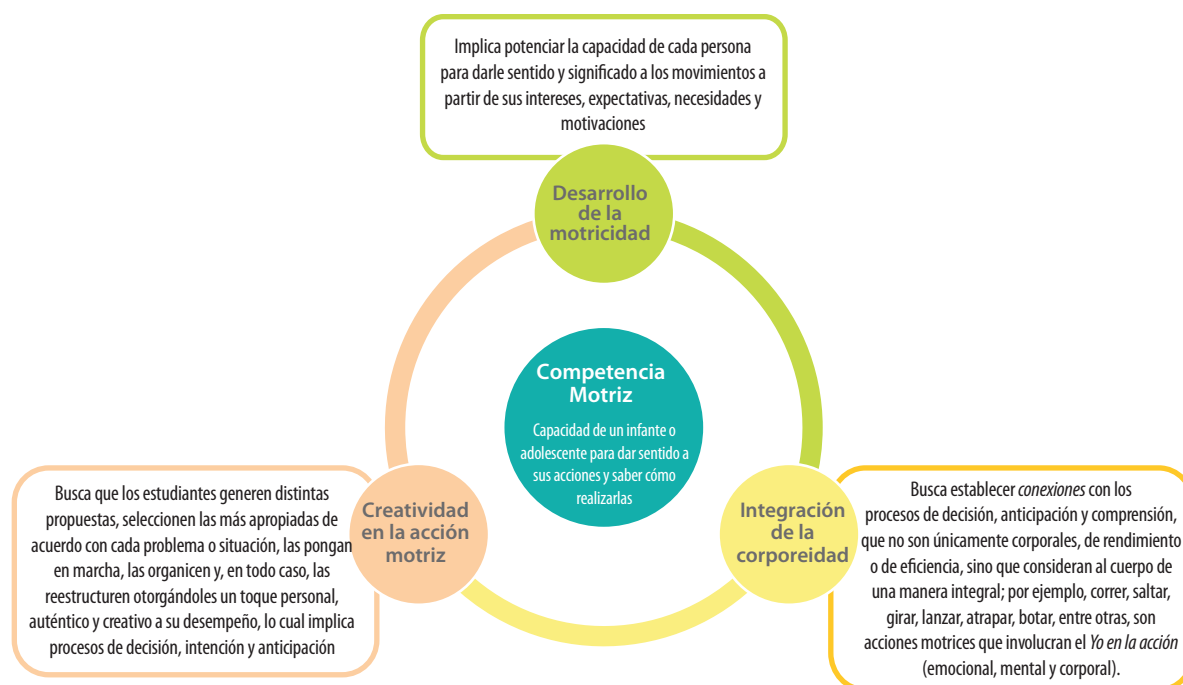 Implica potenciar la capacidad de cada persona
para darle sentido y significado a los movimientos a
partir de sus intereses, expectativas, necesidades y
motivaciones
Desarrollo
de la
motricidad
Competencia
Motriz
Capacidad de un infante o
adolescente para dar sentido a
sus acciones y saber cómo
realizarlas
Busca que los estudiantes generen distintas
propuestas, seleccionen las más apropiadas de
acuerdo con cada problema o situación, las pongan
en marcha, las organicen y, en todo caso, las
reestructuren otorgándoles un toque personal,
auténtico y creativo a su desempeño, lo cual implica
procesos de decisión, intención y anticipación
Creatividad
en la acción
motriz
Integración
de la
corporeidad
Busca establecer conexiones con los
procesos de decisión, anticipación y comprensión,
que no son únicamente corporales, de rendimiento
o de eficiencia, sino que consideran al cuerpo de
una manera integral; por ejemplo, correr, saltar,
girar, lanzar, atrapar, botar, entre otras, son
acciones motrices que involucran el Yo en la acción
(emocional, mental y corporal).